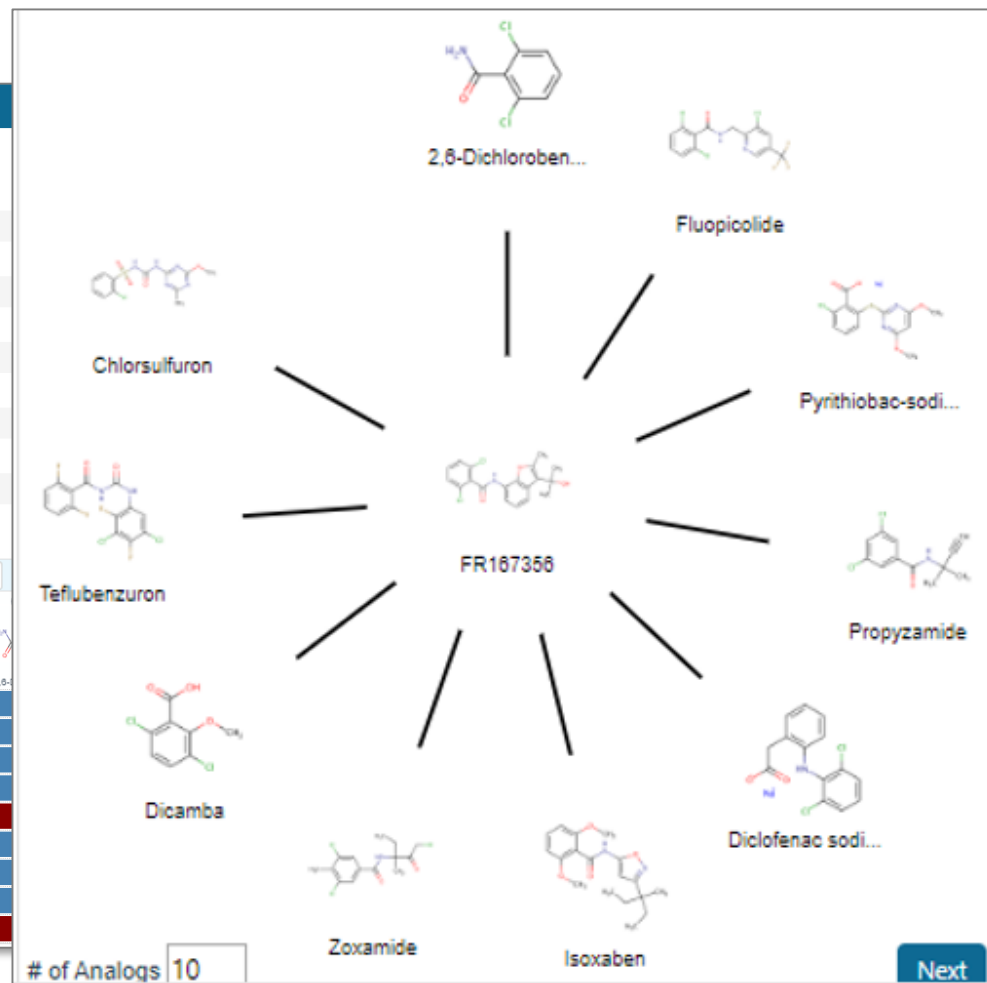 2,6-Dichloroben...
Fluopicolide
Pyrithiobac-sodi...
Chlorsulfuron
FR167356
Teflubenzuron
Propyzamide
Dicamba
Diclofenac sodi...
Zoxamide
Isoxaben
# of Analogs 10
Next